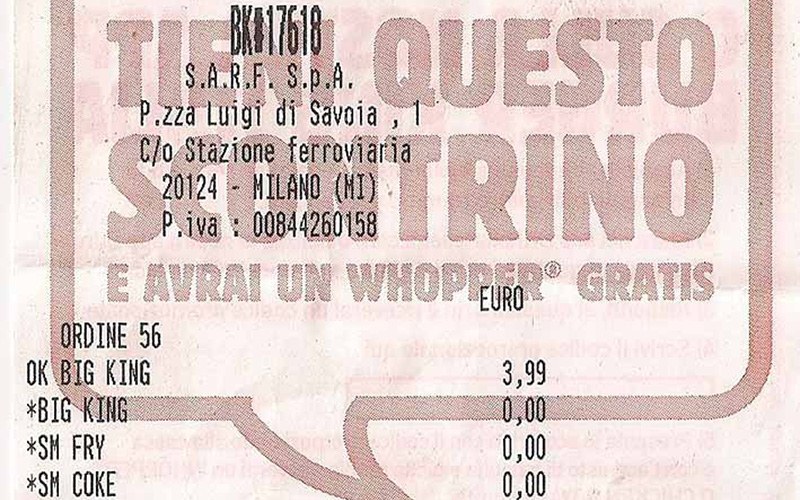 BK#17618
TIENI QUESTO
S.A.R.F. S.p.A.
P.zza Luigi di Savoia , 1
C/o Stazione ferroviaria
SCONTRINO
20124 - MILANO (MI)
P.iva : 00844260158
E AVRAI UN WHOPPER® GRATIS
EURO
ORDINE 56
OK BIG KING 3,99
*BIG KING 0,00
*SM FRY 0,00
*SM COKE 0,00